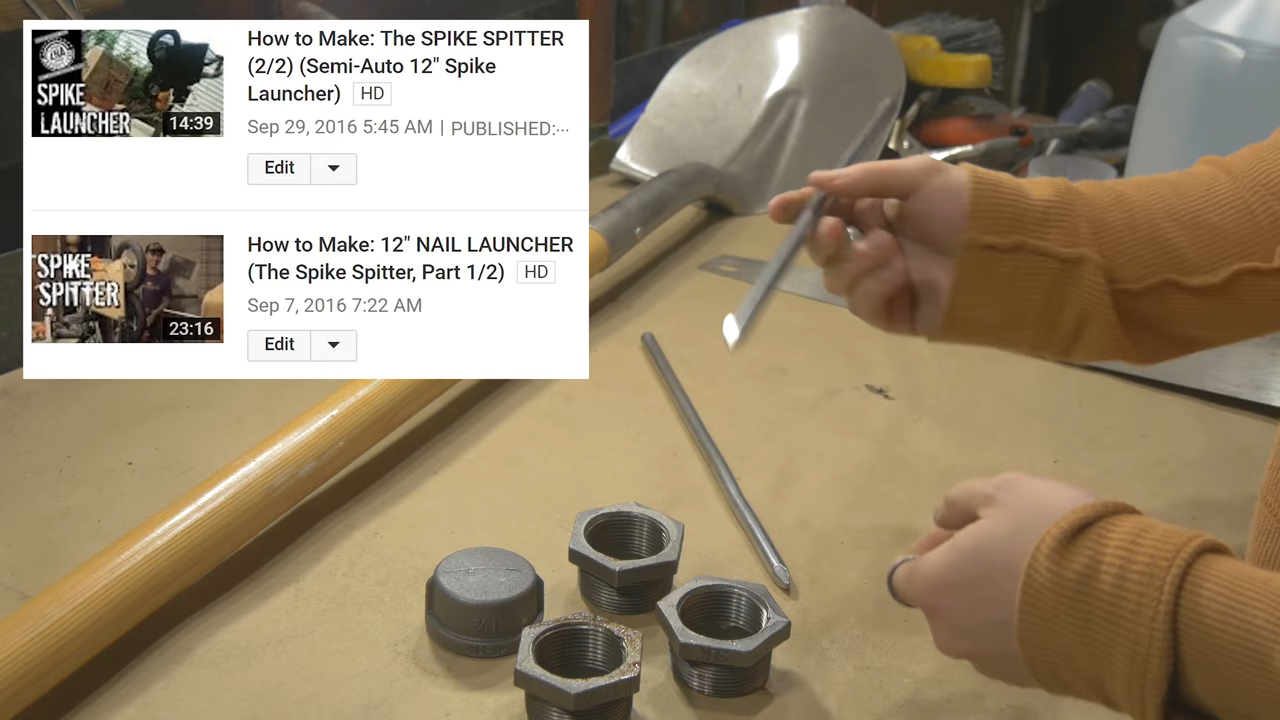 How to Make: The SPIKE SPITTER
(2/2) (Semi-Auto 12" Spike
Launcher) HD
SPIKE
LAUNCHER
14:39
Sep 29, 2016 5:45 AM | PUBLISHED:···
Edit
How to Make: 12" NAIL LAUNCHER
(The Spike Spitter, Part 1/2) HD
SPIKE
SPITTER
23:16
Sep 7, 2016 7:22 AM
Edit